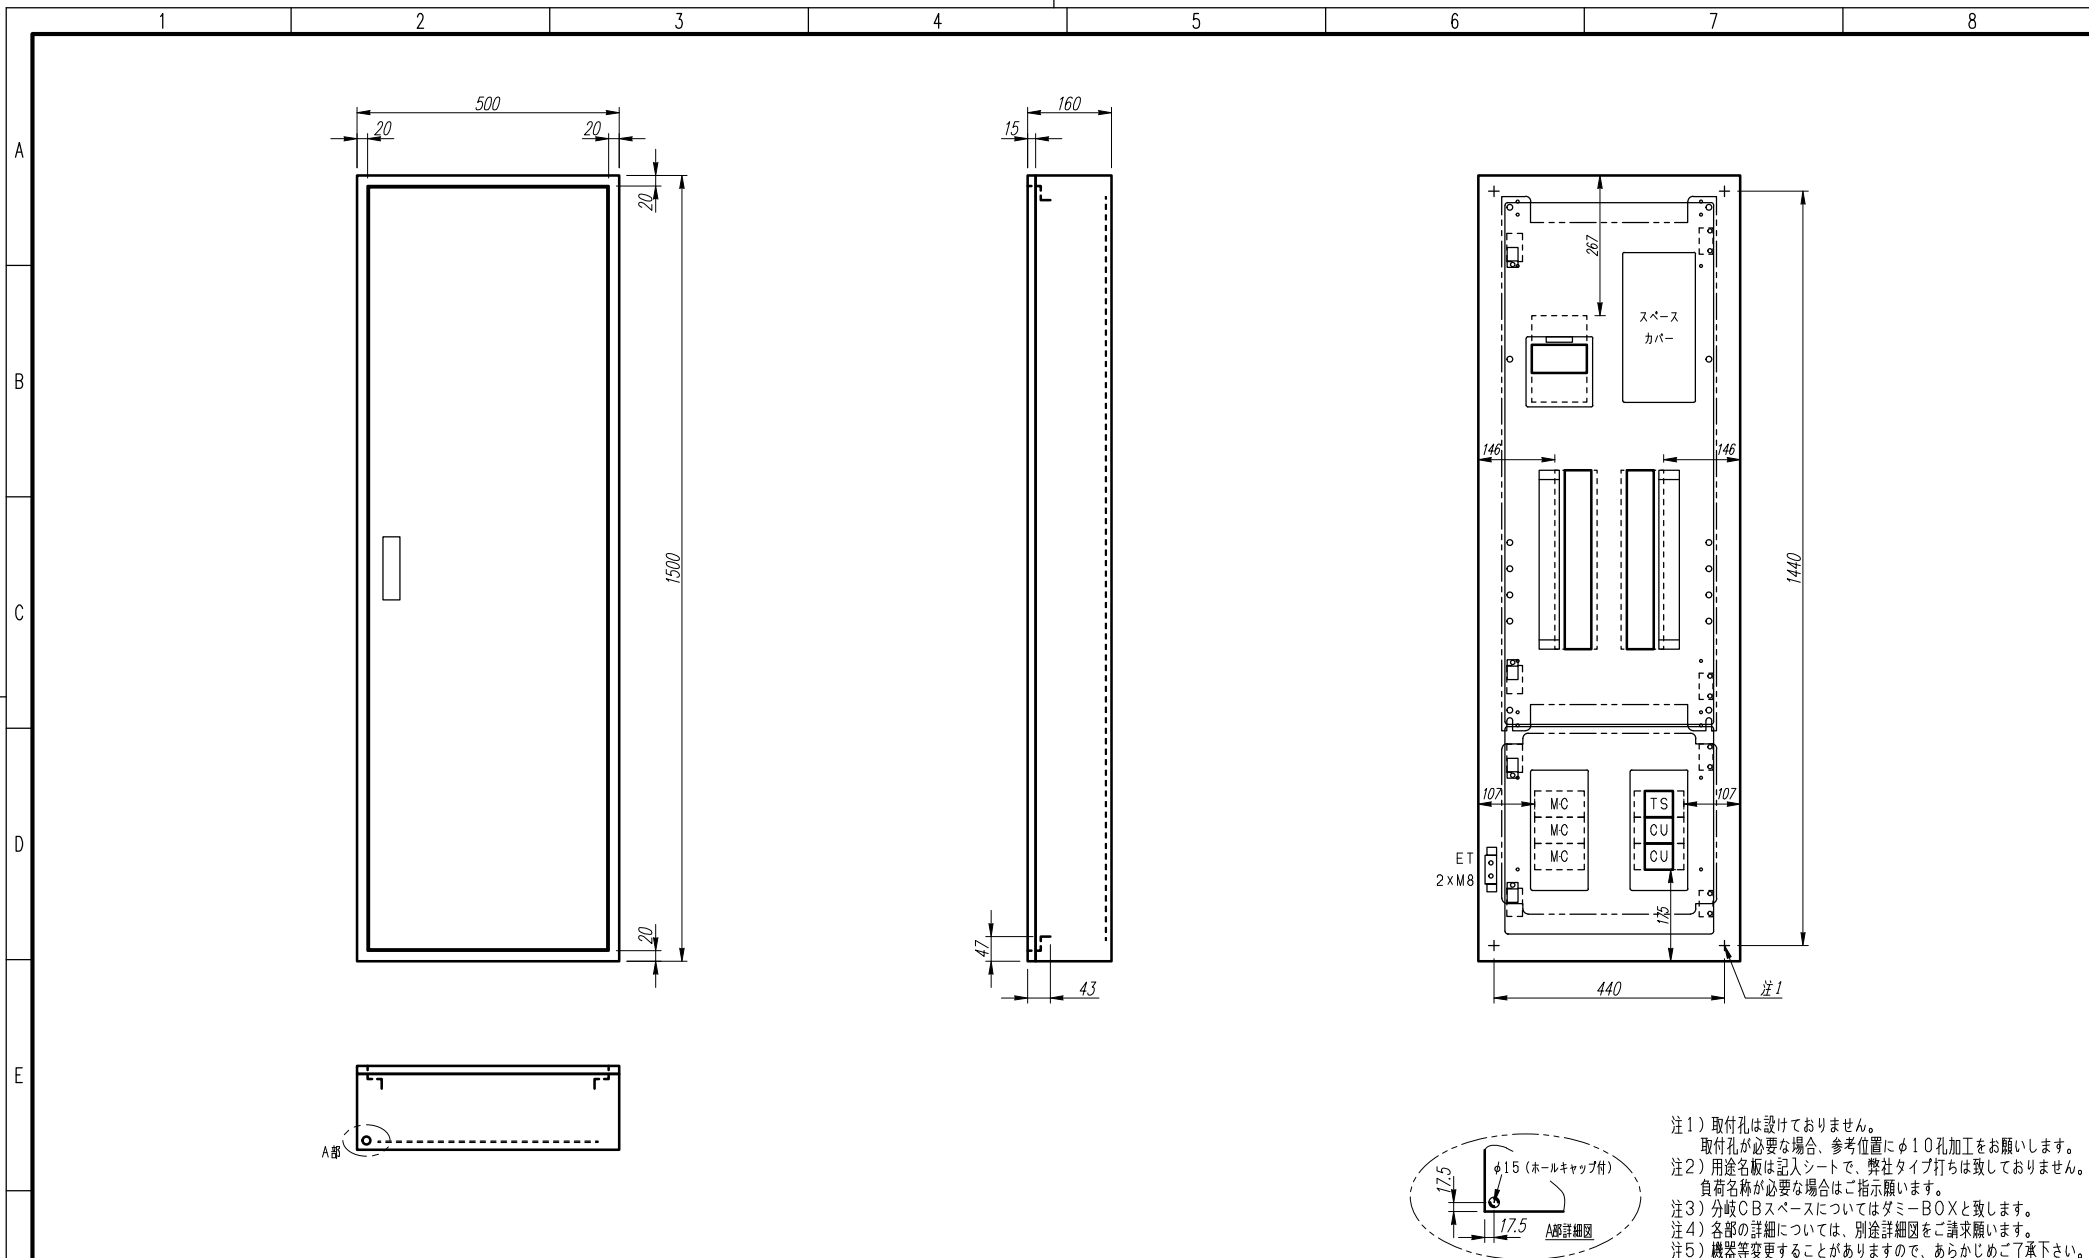 1 2 3 4 5 6 7 8
A
B
C
D
E
500
20 20
20
1500
20
160
15
47
43
267
スペース
カバー
146 146
1440
107 107
M·C
M·C
M·C
TS
CU
CU
ET
2×M8
175
440
注1
A部
17.5
φ15 (ホールキャップ付)
17.5
A部詳細図
注1) 取付孔は設けておりません。
取付孔が必要な場合、参考位置にφ10孔加工をお願いします。
注2) 用途名板は記入シートで、弊社タイプ打ちは致しておりません。
負荷名称が必要な場合はご指示願います。
注3) 分岐CBスペースについてはダミーBOXと致します。
注4) 各部の詳細については、別途詳細図をご請求願います。
注5) 機器等変更することがありますので、あらかじめご了承下さい。